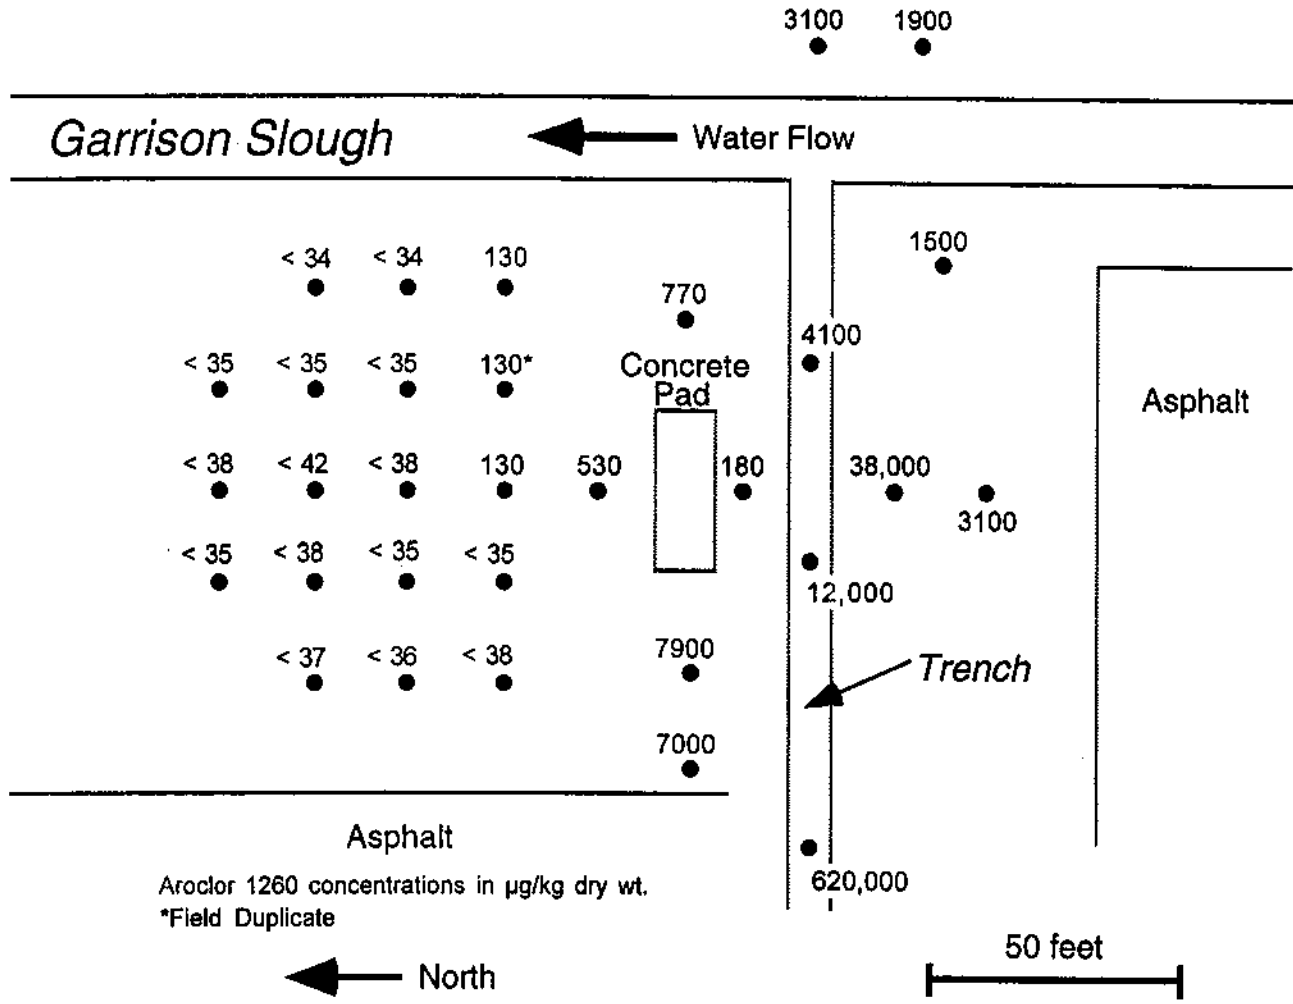 3100 1900
Garrison Slough
Water Flow
< 34 < 34 130
1500
770
4100
< 35 < 35 < 35 130*
Concrete
Pad
Asphalt
< 38 < 42 < 38 130 530 180 38,000
3100
< 35 < 38 < 35 < 35
12,000
< 37 < 36 < 38 7900
Trench
7000
Asphalt
620,000
Aroclor 1260 concentrations in µg/kg dry wt.
*Field Duplicate
50 feet
North